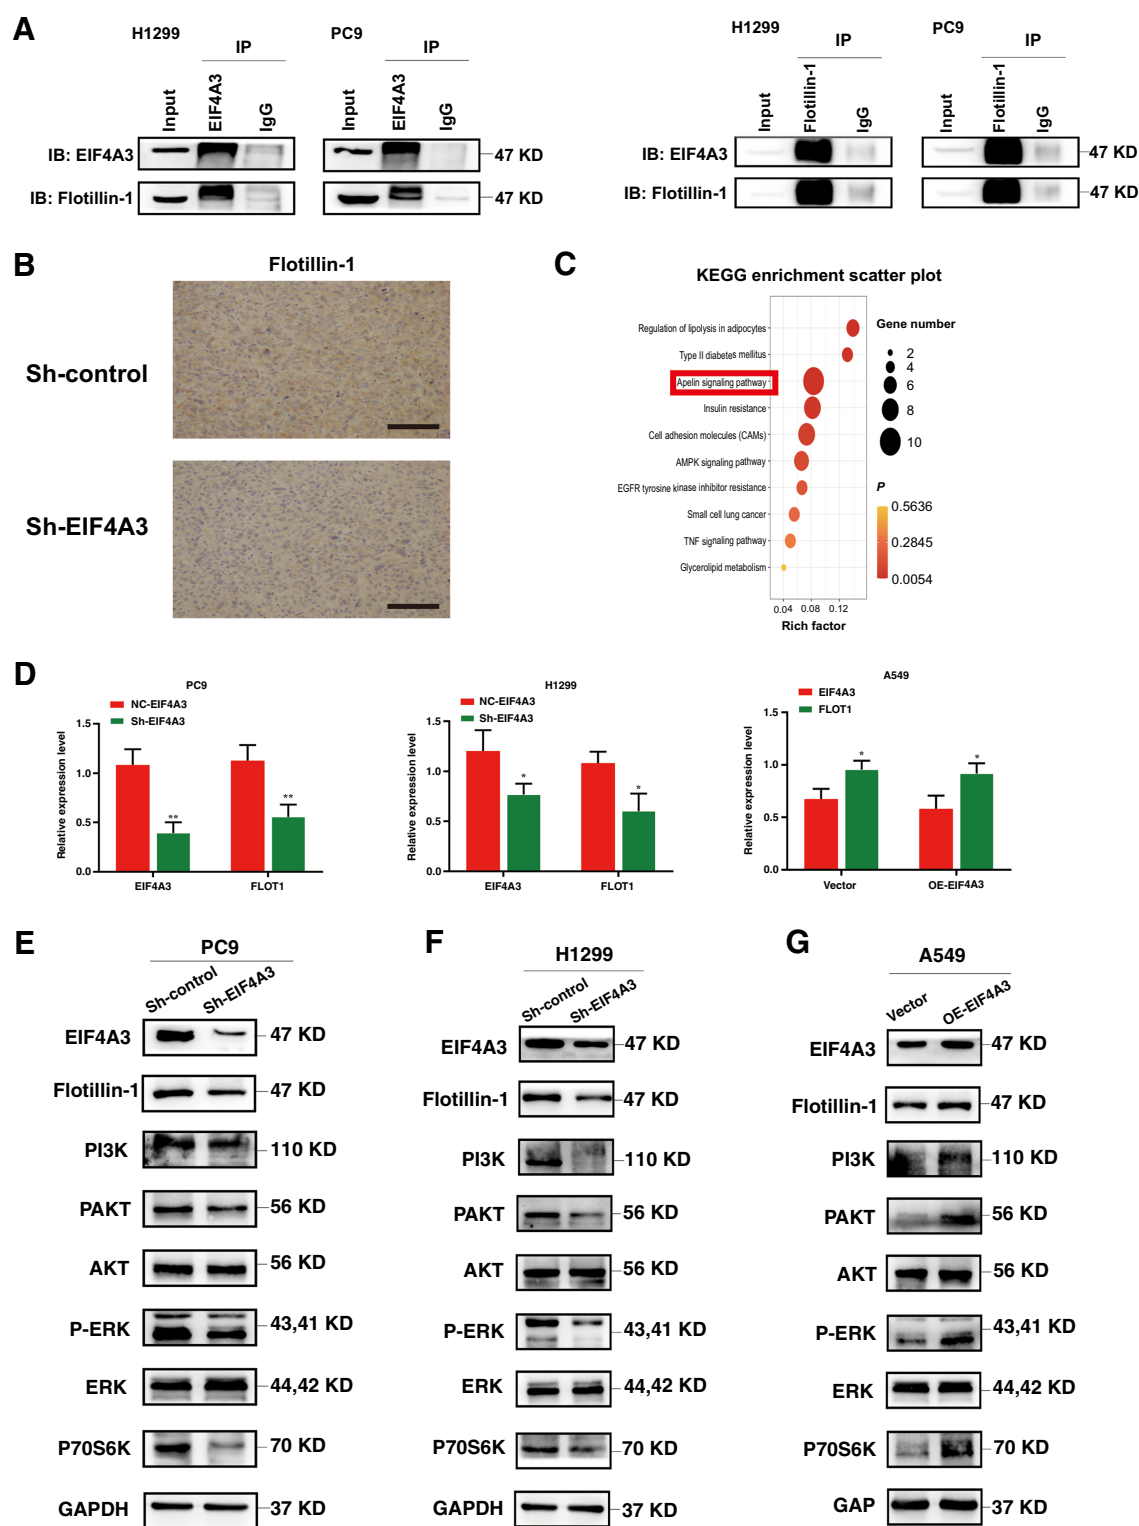 A
H1299
IP
Input
EIF4A3
IgG
PC9
IP
Input
EIF4A3
IgG
IB: EIF4A3
47 KD
IB: Flotillin-1
47 KD
H1299
IP
Input
Flotillin-1
IgG
PC9
IP
Input
Flotillin-1
IgG
IB: EIF4A3
47 KD
IB: Flotillin-1
47 KD
B
Flotillin-1
Sh-control
Sh-EIF4A3
C
KEGG enrichment scatter plot
Regulation of lipolysis in adipocytes
Type II diabetes mellitus
Apelin signaling pathway
Insulin resistance
Cell adhesion molecules (CAMs)
AMPK signaling pathway
EGFR tyrosine kinase inhibitor resistance
Small cell lung cancer
TNF signaling pathway
Glycerolipid metabolism
0.04 0.08 0.12
Rich factor
Gene number
2
4
6
8
10
P
0.5636
0.2845
0.0054
D
PC9
NC-EIF4A3
Sh-EIF4A3
Relative expression level
1.5
1.0
0.5
0.0
**
**
EIF4A3
FLOT1
H1299
NC-EIF4A3
Sh-EIF4A3
Relative expression level
1.5
1.0
0.5
0.0
*
*
EIF4A3
FLOT1
A549
EIF4A3
FLOT1
Relative expression level
1.5
1.0
0.5
0.0
*
*
Vector
OE-EIF4A3
E
PC9
Sh-control
Sh-EIF4A3
EIF4A3
47 KD
Flotillin-1
47 KD
PI3K
110 KD
PAKT
56 KD
AKT
56 KD
P-ERK
43,41 KD
ERK
44,42 KD
P70S6K
70 KD
GAPDH
37 KD
F
H1299
Sh-control
Sh-EIF4A3
EIF4A3
47 KD
Flotillin-1
47 KD
PI3K
110 KD
PAKT
56 KD
AKT
56 KD
P-ERK
43,41 KD
ERK
44,42 KD
P70S6K
70 KD
GAPDH
37 KD
G
A549
Vector
OE-EIF4A3
EIF4A3
47 KD
Flotillin-1
47 KD
PI3K
110 KD
PAKT
56 KD
AKT
56 KD
P-ERK
43,41 KD
ERK
44,42 KD
P70S6K
70 KD
GAP
37 KD